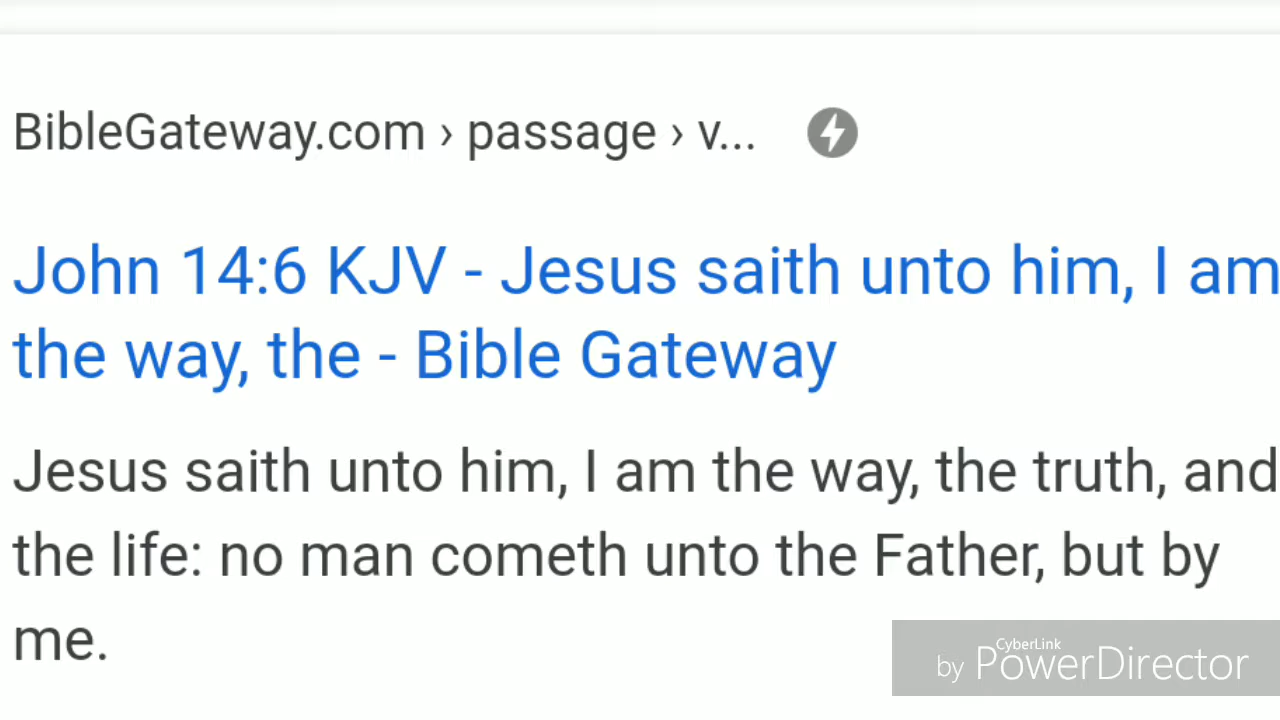 BibleGateway.com › passage › v...
John 14:6 KJV - Jesus saith unto him, I am
the way, the - Bible Gateway
Jesus saith unto him, I am the way, the truth, and
the life: no man cometh unto the Father, but by
me.
CyberLink
by PowerDirector